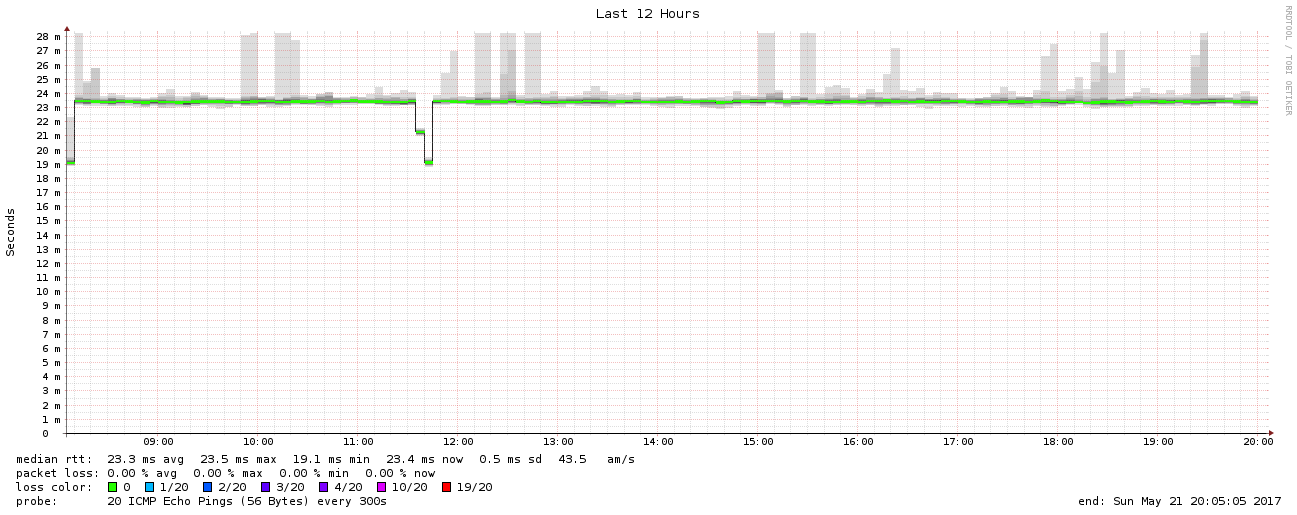 Last 12 Hours
RRDTOOL / TOBI OETIKER
Seconds
28 m
27 m
26 m
25 m
24 m
23 m
22 m
21 m
20 m
19 m
18 m
17 m
16 m
15 m
14 m
13 m
12 m
11 m
10 m
9 m
8 m
7 m
6 m
5 m
4 m
3 m
2 m
1 m
0
09:00 10:00 11:00 12:00 13:00 14:00 15:00 16:00 17:00 18:00 19:00 20:00
median rtt: 23.3 ms avg 23.5 ms max 19.1 ms min 23.4 ms now 0.5 ms sd 43.5 am/s
packet loss: 0.00 % avg 0.00 % max 0.00 % min 0.00 % now
loss color: 0 1/20 2/20 3/20 4/20 10/20 19/20
probe: 20 ICMP Echo Pings (56 Bytes) every 300s end: Sun May 21 20:05:05 2017